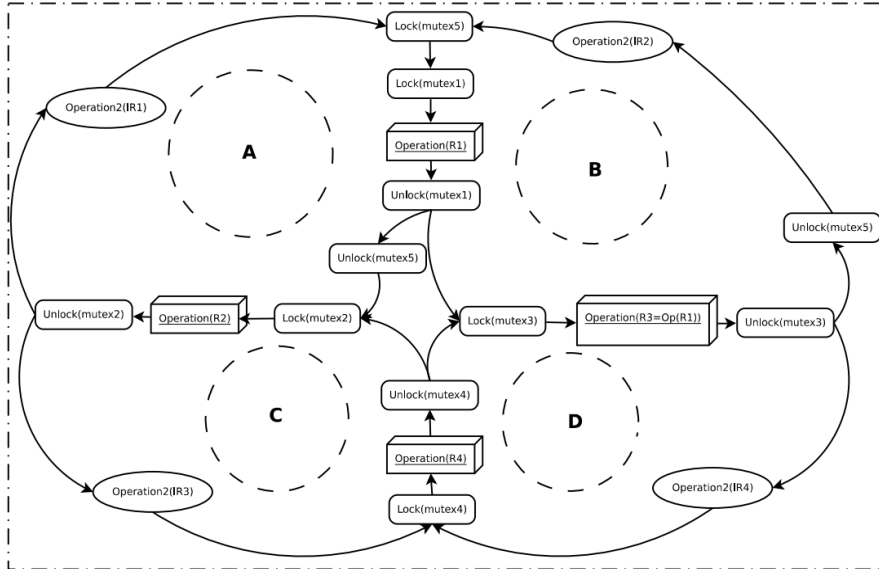 Lock(mutex5)
Operation2(IR2)
Lock(mutex1)
Operation2(IR1)
Operation(R1)
A
B
Unlock(mutex1)
Unlock(mutex5)
Unlock(mutex5)
Unlock(mutex2)
Operation(R2)
Lock(mutex2)
Lock(mutex3)
Operation(R3=Op(R1))
Unlock(mutex3)
Unlock(mutex4)
C
D
Operation(R4)
Operation2(IR3)
Operation2(IR4)
Lock(mutex4)